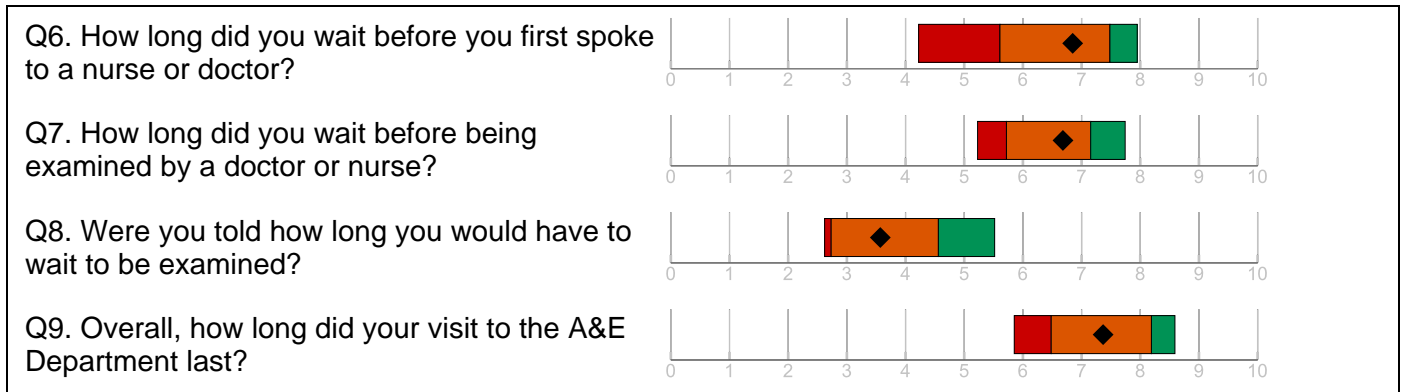 Q6. How long did you wait before you first spoke
to a nurse or doctor?
0 1 2 3 4 5 6 7 8 9 10
Q7. How long did you wait before being
examined by a doctor or nurse?
0 1 2 3 4 5 6 7 8 9 10
Q8. Were you told how long you would have to
wait to be examined?
0 1 2 3 4 5 6 7 8 9 10
Q9. Overall, how long did your visit to the A&E
Department last?
0 1 2 3 4 5 6 7 8 9 10